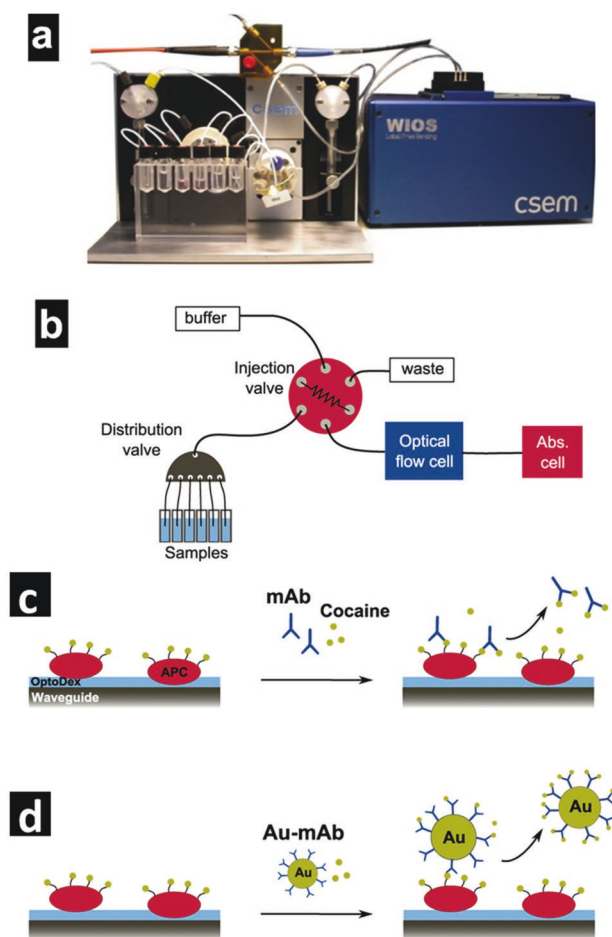 a
csem
WIOS
Label Free Sensing
csem
b
buffer
Injection
valve
waste
Distribution
valve
Optical
flow cell
Abs.
cell
Samples
c
mAb
Cocaine
APC
OptoDex
Waveguide
d
Au-mAb
Au
Au
Au